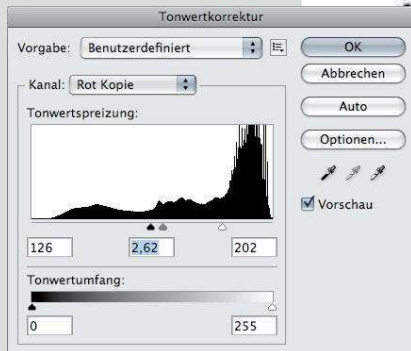 Tonwertkorrektur
Vorgabe: Benutzerdefiniert
OK
Abbrechen
Kanal: Rot Kopie
Auto
Tonwertspreizung:
Optionen...
Vorschau
126 2,62 202
Tonwertumfang:
0 255